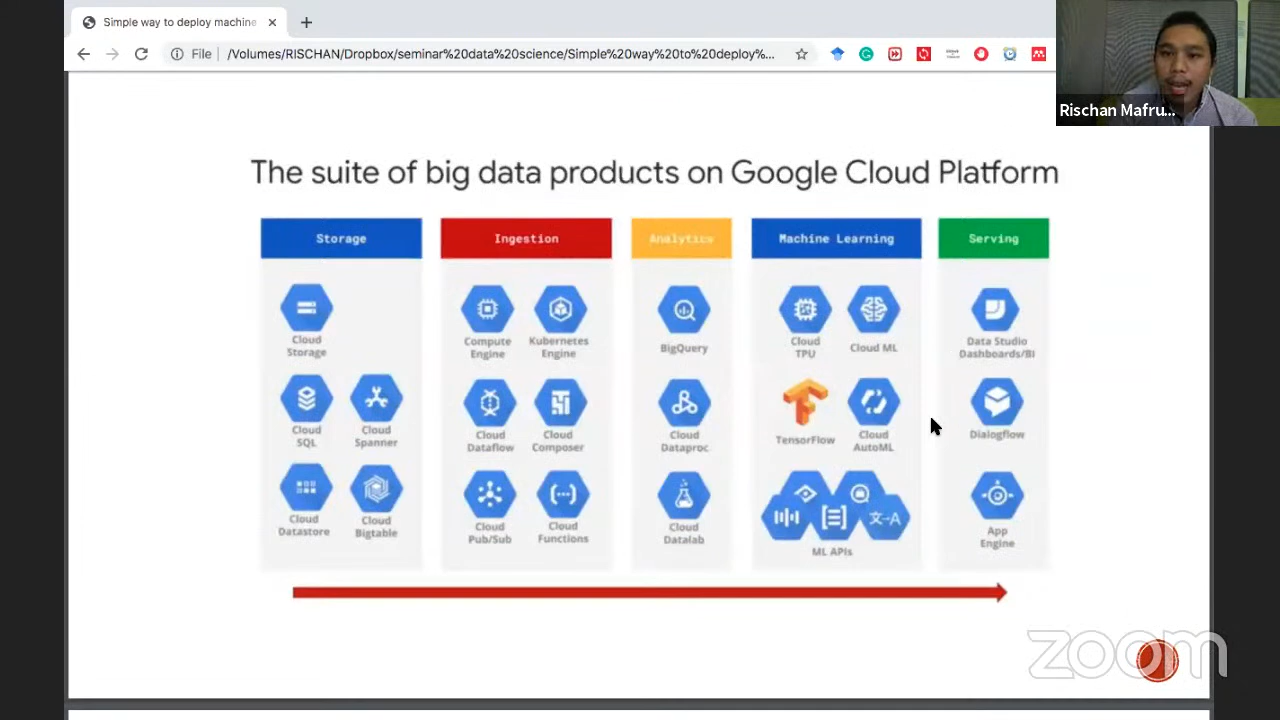 Simple way to deploy machine
File
/Volumes/RISCHAN/Dropbox/seminar%20data%20science/Simple%20way%20to%20deploy%...
Rischan Mafru...
The suite of big data products on Google Cloud Platform
Storage
Ingestion
Analytics
Machine Learning
Serving
Cloud
Storage
Compute
Engine
Kubernetes
Engine
BigQuery
Cloud
TPU
Cloud ML
Data Studio
Dashboards/BI
Cloud
SQL
Cloud
Spanner
Cloud
Dataflow
Cloud
Composer
Cloud
Dataproc
TensorFlow
Cloud
AutoML
Dialogflow
Cloud
Datastore
Cloud
Bigtable
Cloud
Pub/Sub
Cloud
Functions
Cloud
Datalab
文→A
ML APIs
App
Engine
zoom